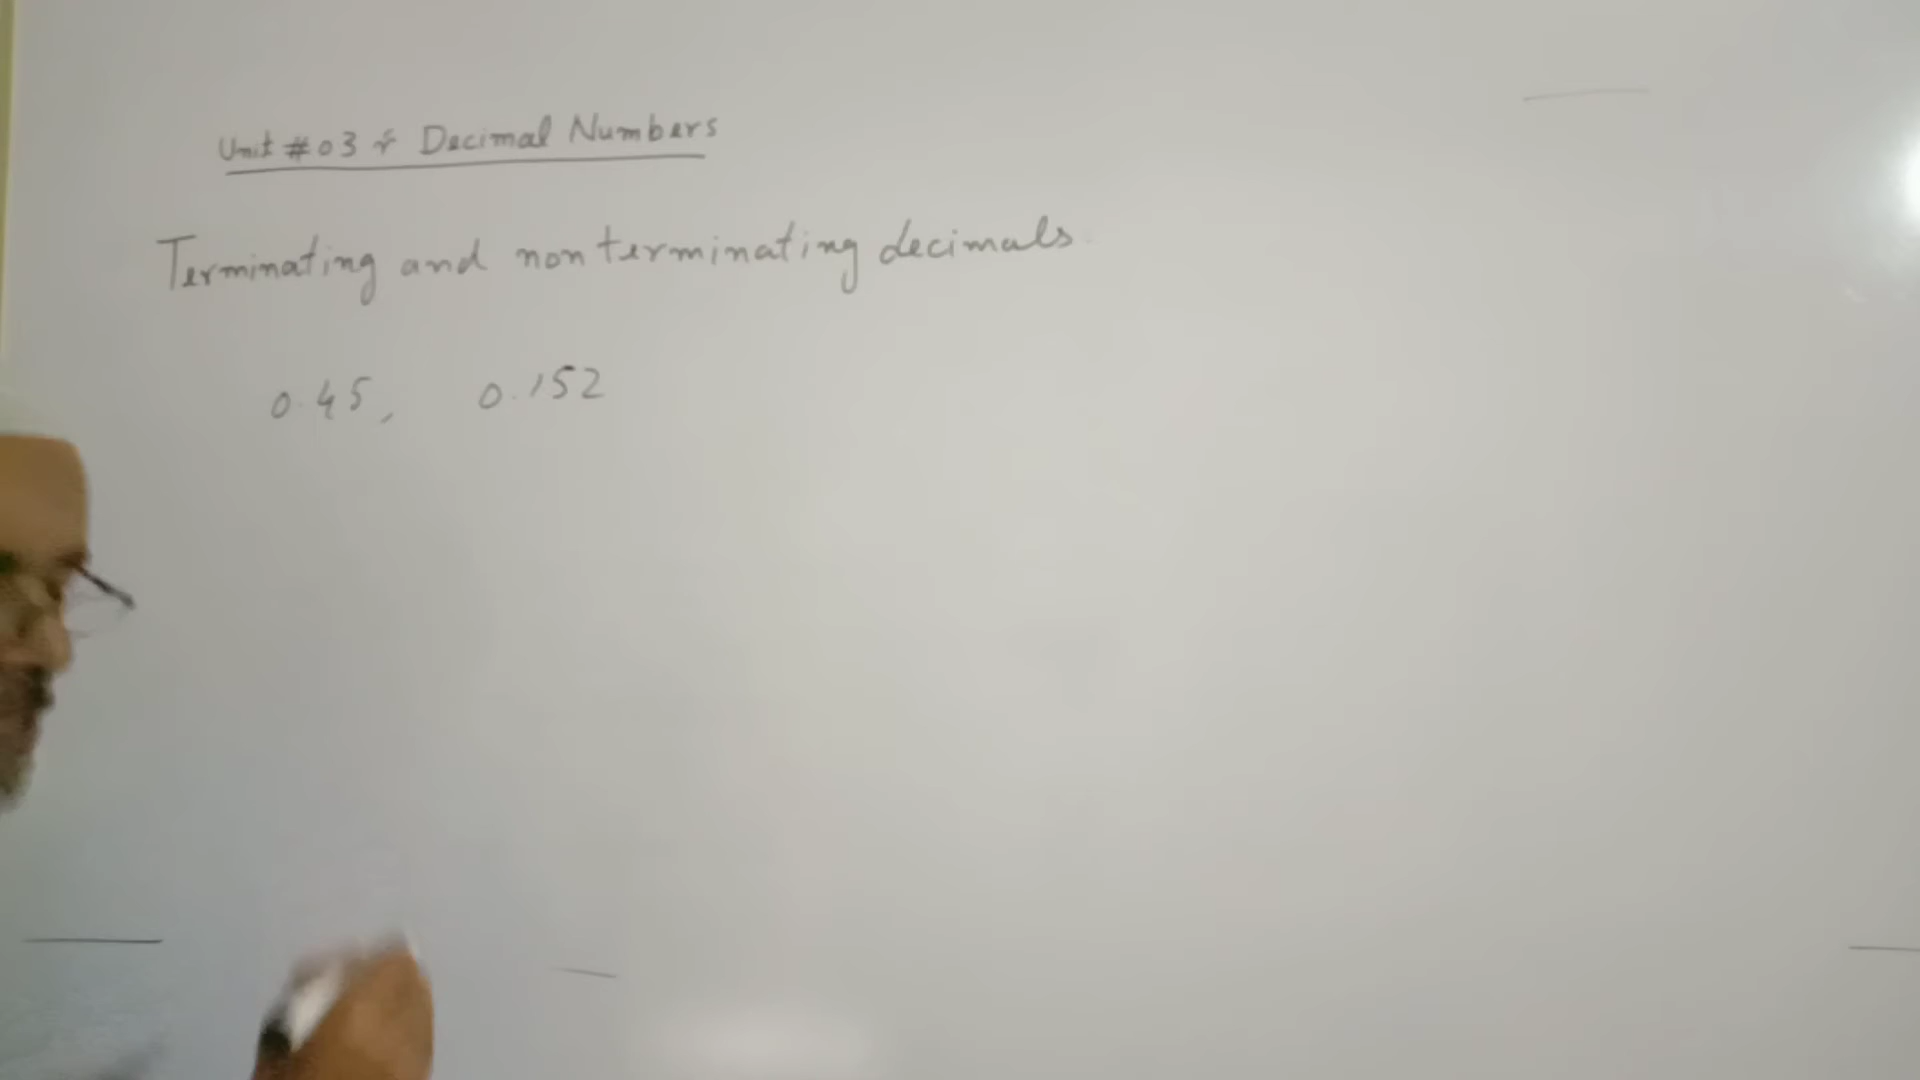 Unit #03 : Decimal Numbers
Terminating and non terminating decimals.
0.45, 0.152